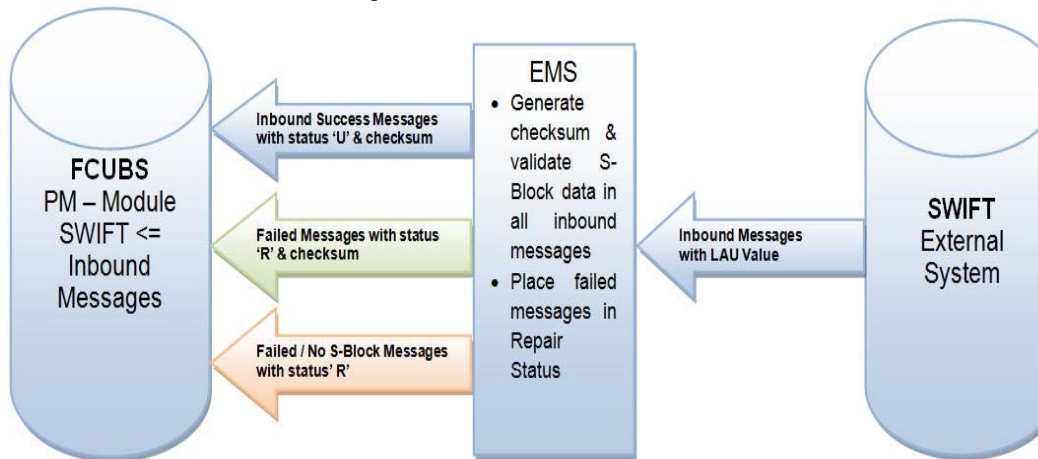 FCUBS
PM – Module
SWIFT <=
Inbound
Messages
Inbound Success Messages
with status ‘U’ & checksum
Failed Messages with status
‘R’ & checksum
Failed / No S-Block Messages
with status’ R’
EMS
• Generate
checksum &
validate S-
Block data in
all inbound
messages
• Place failed
messages in
Repair
Status
Inbound Messages
with LAU Value
SWIFT
External
System